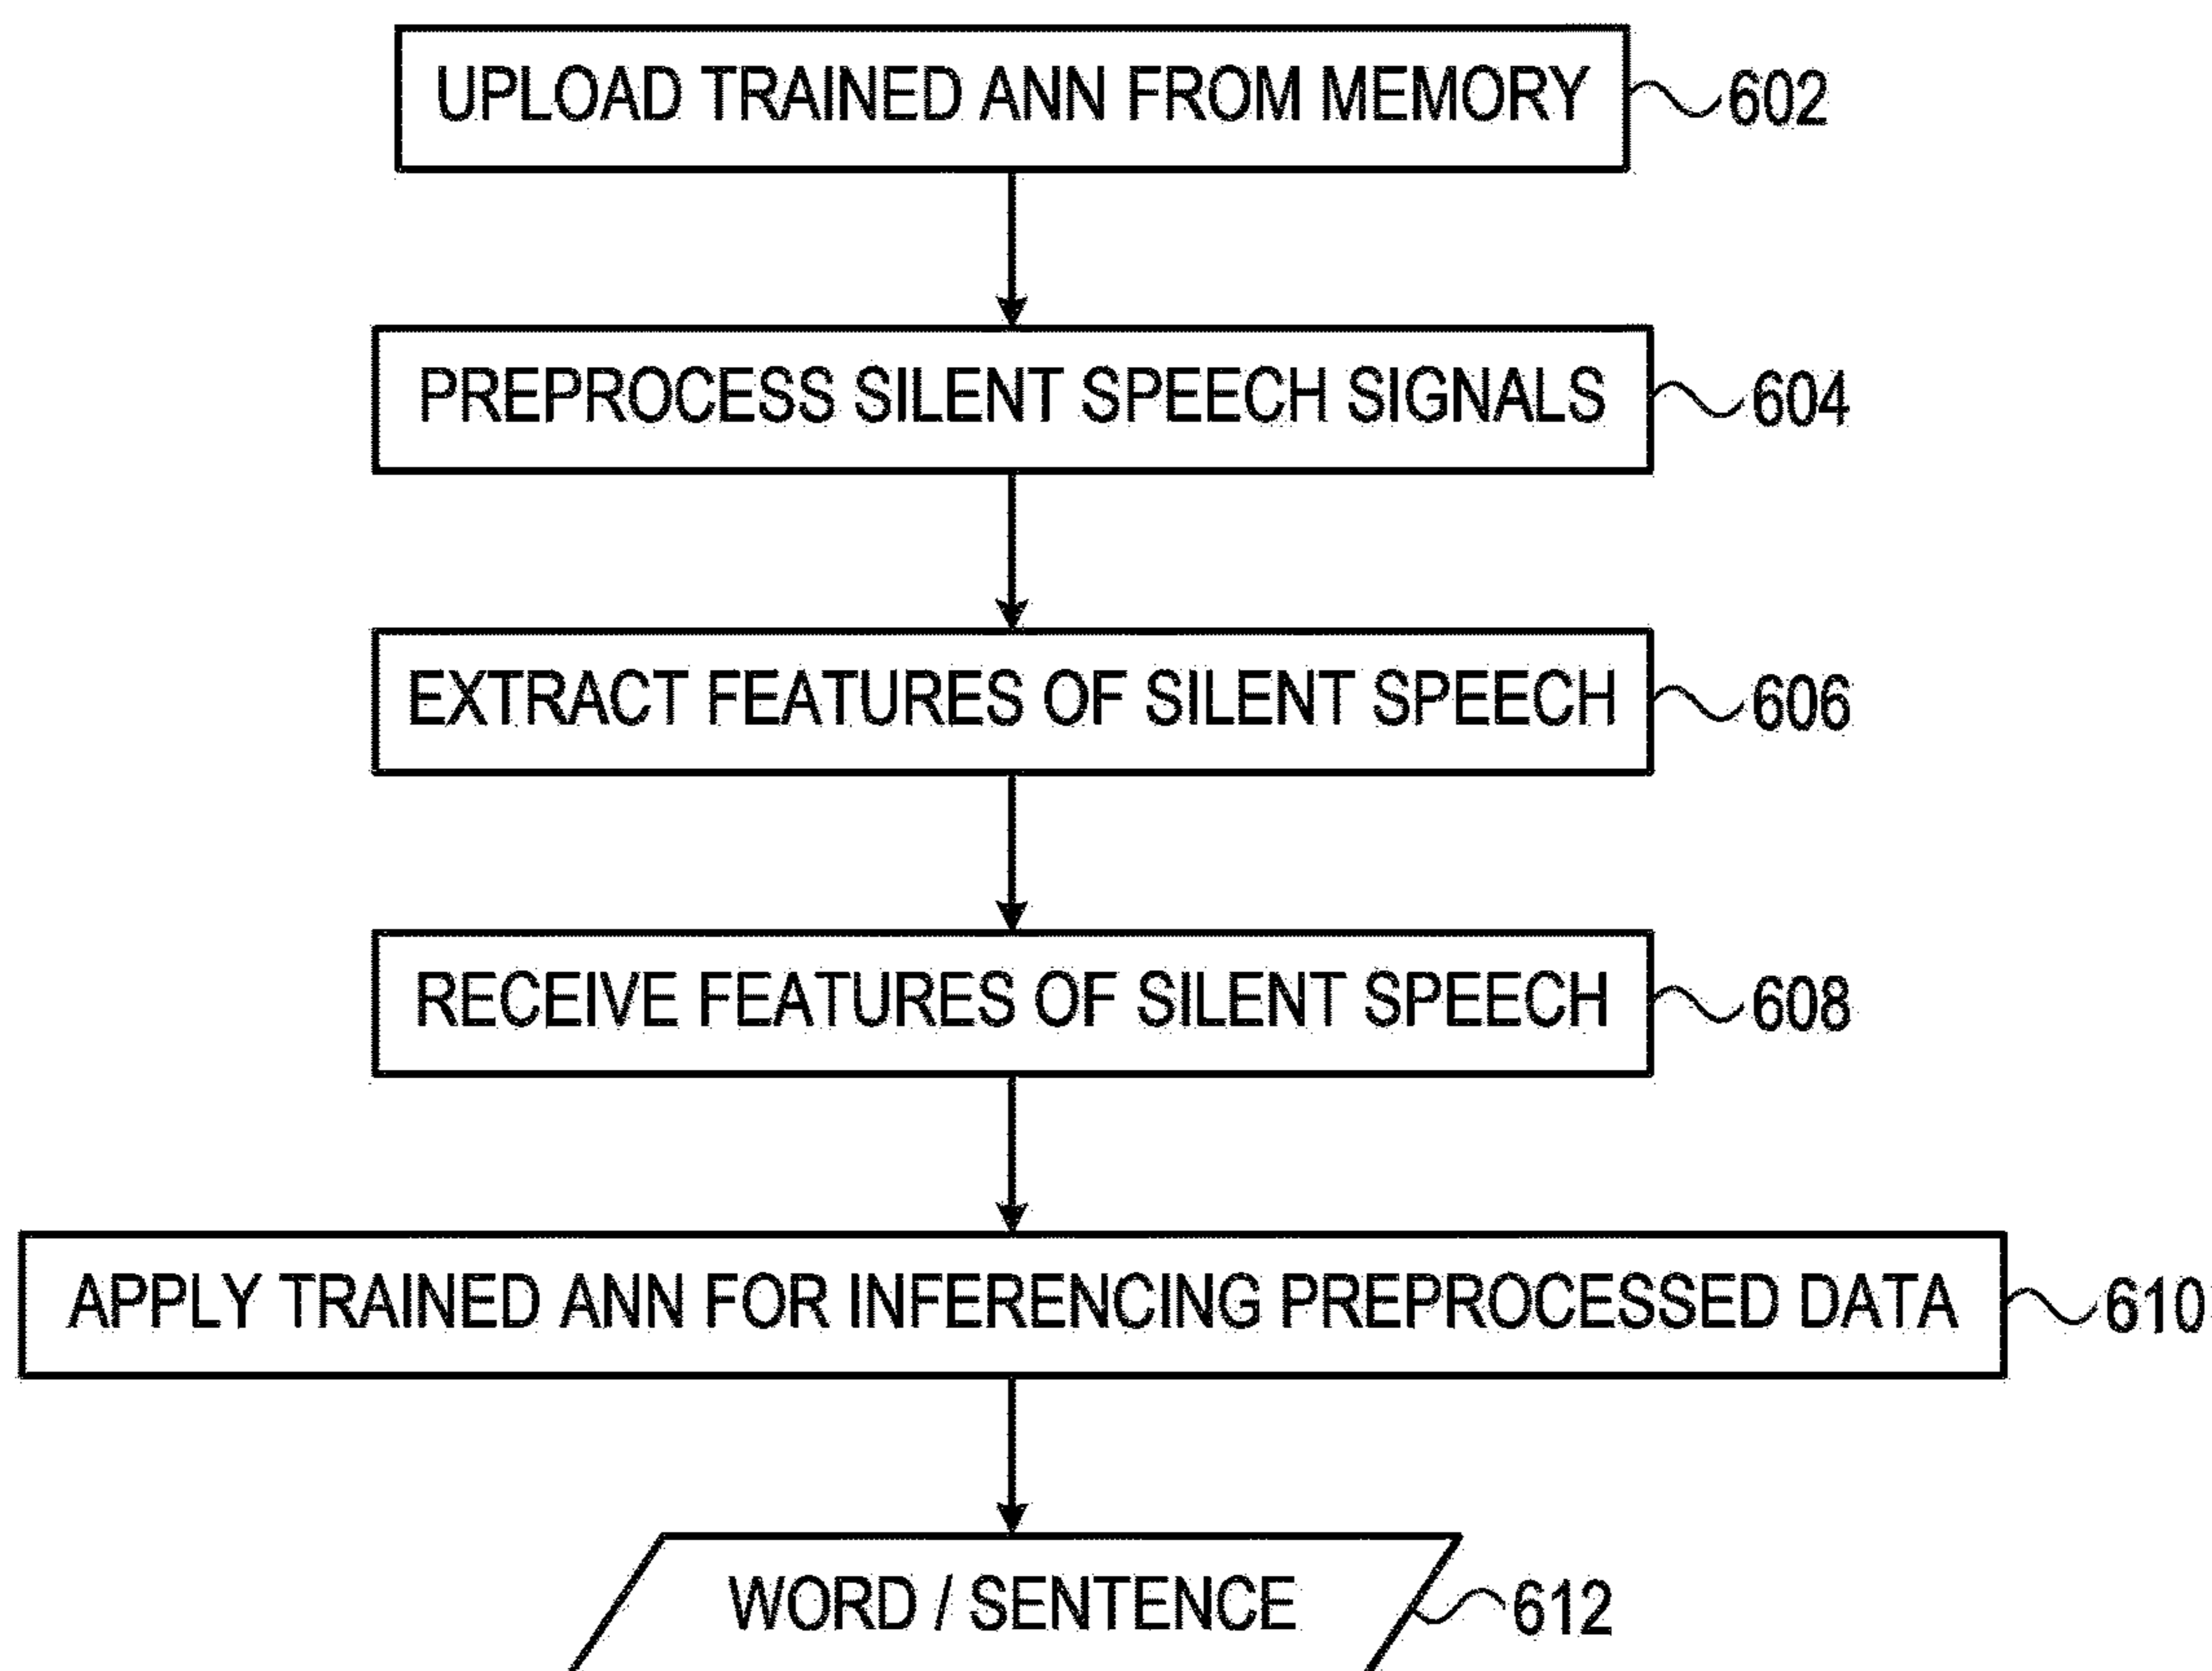 UPLOAD TRAINED ANN FROM MEMORY 602
PREPROCESS SILENT SPEECH SIGNALS 604
EXTRACT FEATURES OF SILENT SPEECH 606
RECEIVE FEATURES OF SILENT SPEECH 608
APPLY TRAINED ANN FOR INFERENCING PREPROCESSED DATA 610
WORD / SENTENCE 612